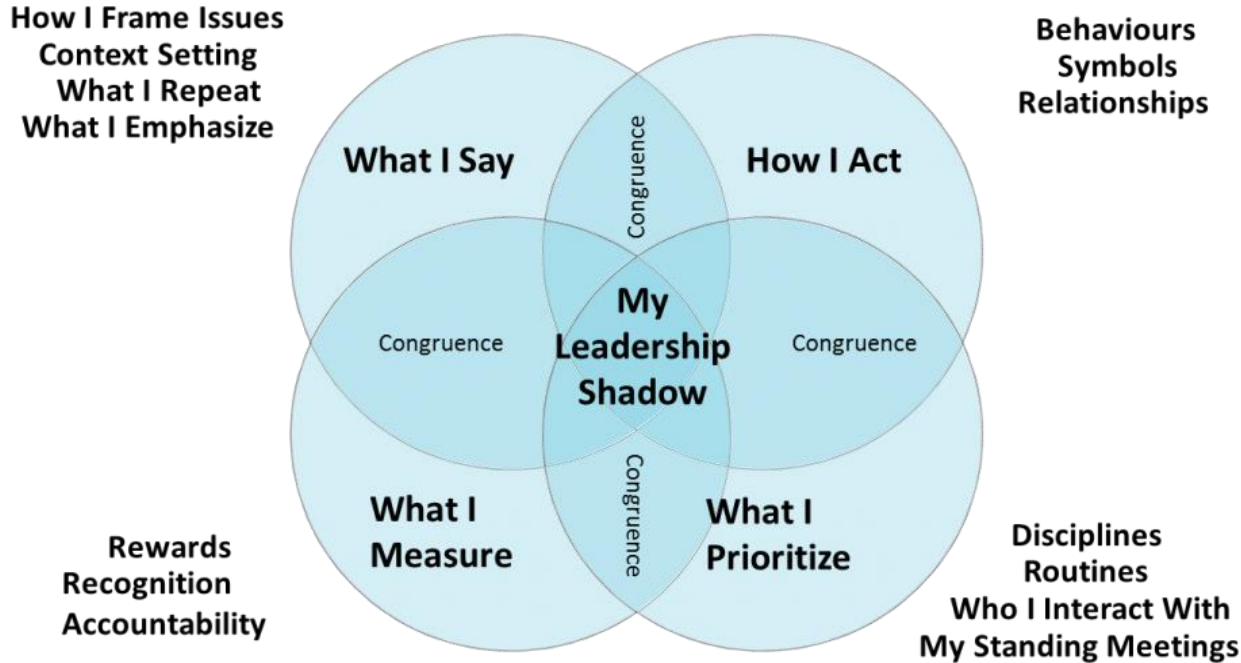 How I Frame Issues
Context Setting
What I Repeat
What I Emphasize
Behaviours
Symbols
Relationships
What I Say
Congruence
How I Act
Congruence
My
Leadership
Shadow
Congruence
What I
Measure
Congruence
What I
Prioritize
Rewards
Recognition
Accountability
Disciplines
Routines
Who I Interact With
My Standing Meetings